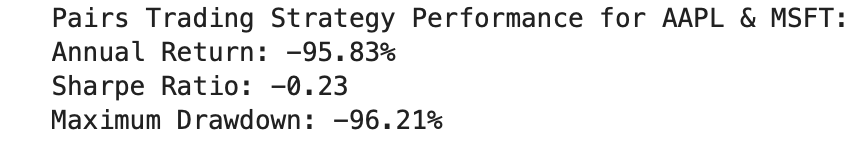 Pairs Trading Strategy Performance for AAPL & MSFT:
Annual Return: -95.83%
Sharpe Ratio: -0.23
Maximum Drawdown: -96.21%